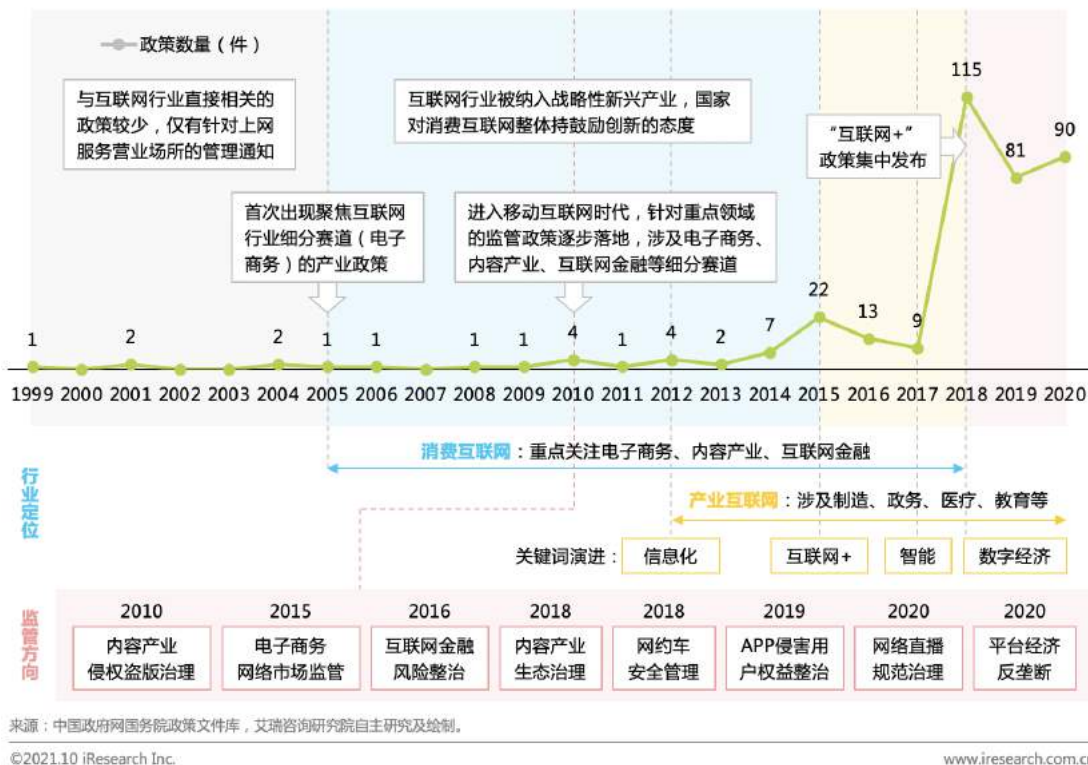 政策数量（件）
与互联网行业直接相关的
政策较少，仅有针对上网
服务营业场所的管理通知
互联网行业被纳入战略性新兴产业，国家
对消费互联网整体持鼓励创新的态度
“互联网+”
政策集中发布
首次出现聚焦互联网
行业细分赛道（电子
商务）的产业政策
进入移动互联网时代，针对重点领域
的监管政策逐步落地，涉及电子商务、
内容产业、互联网金融等细分赛道
1 2 2 1 1 1 1 4 1 4 2 7 22 13 9 115 81 90
1999 2000 2001 2002 2003 2004 2005 2006 2007 2008 2009 2010 2011 2012 2013 2014 2015 2016 2017 2018 2019 2020
行业定位
消费互联网：重点关注电子商务、内容产业、互联网金融
产业互联网：涉及制造、政务、医疗、教育等
关键词演进： 信息化 互联网+ 智能 数字经济
监管方向
2010 2015 2016 2018 2018 2019 2020 2020
内容产业 电子商务 互联网金融 内容产业 网约车 APP侵害用 网络直播 平台经济
侵权盗版治理 网络市场监管 风险整治 生态治理 安全管理 户权益整治 规范治理 反垄断
来源：中国政府网国务院政策文件库，艾瑞咨询研究院自主研究及绘制。
©2021.10 iResearch Inc. www.iresearch.com.c